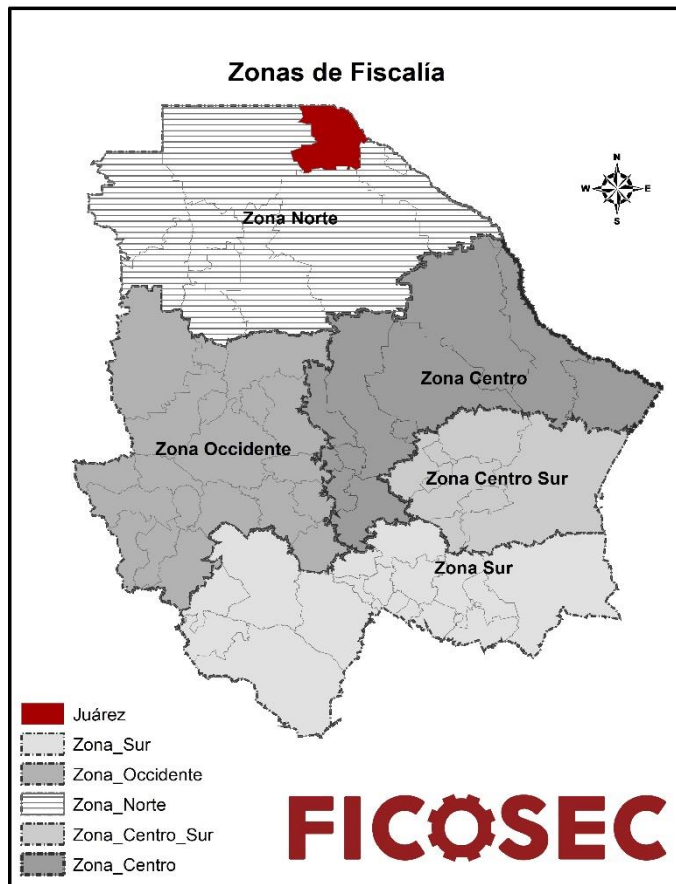 Zonas de Fiscalía
N
W E
S
Zona Norte
Zona Centro
Zona Occidente
Zona Centro Sur
Zona Sur
Juárez
Zona_Sur
Zona_Occidente
Zona_Norte
Zona_Centro_Sur
Zona_Centro
FICOSEC